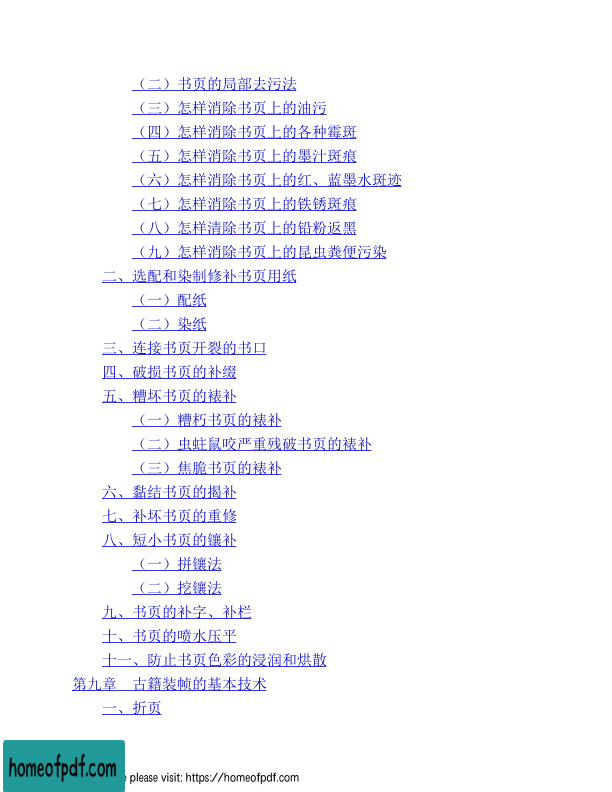 （二）书页的局部去污法
（三）怎样消除书页上的油污
（四）怎样消除书页上的各种霉斑
（五）怎样消除书页上的墨汁斑痕
（六）怎样消除书页上的红、蓝墨水斑迹
（七）怎样消除书页上的铁锈斑痕
（八）怎样清除书页上的铅粉返黑
（九）怎样消除书页上的昆虫粪便污染
二、选配和染制修补书页用纸
（一）配纸
（二）染纸
三、连接书页开裂的书口
四、破损书页的补缀
五、糟坏书页的裱补
（一）糟朽书页的裱补
（二）虫蛀鼠咬严重残破书页的裱补
（三）焦脆书页的裱补
六、黏结书页的揭补
七、补坏书页的重修
八、短小书页的镶补
（一）拼镶法
（二）挖镶法
九、书页的补字、补栏
十、书页的喷水压平
十一、防止书页色彩的浸润和烘散
第九章　古籍装帧的基本技术
一、折页
homeofpdf.com
e please visit: https://homeofpdf.com